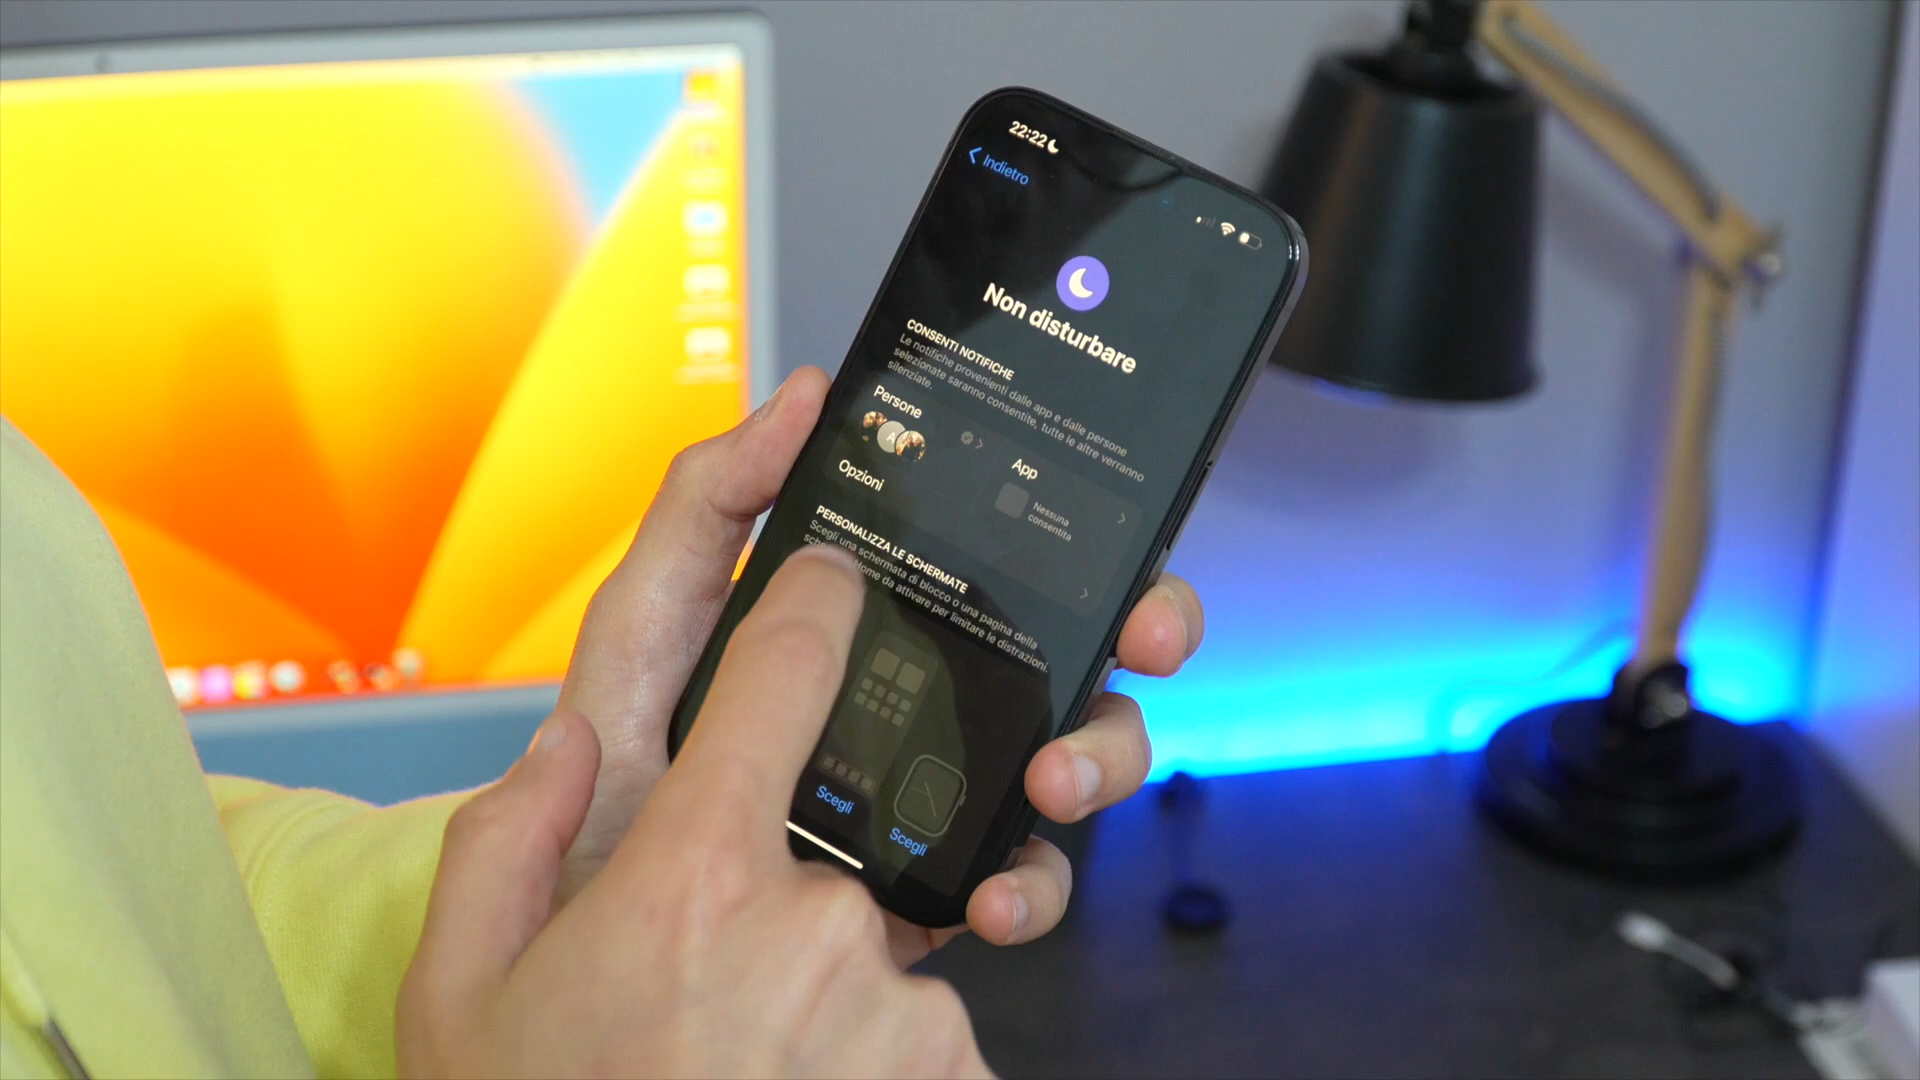 22:22
Indietro
Non disturbare
CONSENTI NOTIFICHE
Le notifiche provenienti dalle app e dalle persone
selezionate saranno consentite, tutte le altre verranno
silenziate.
Persone
A
App
Nessuna
consentita
Opzioni
PERSONALIZZA LE SCHERMATE
Scegli una schermata di blocco o una pagina della
Home da attivare per limitare le distrazioni.
Scegli
Scegli